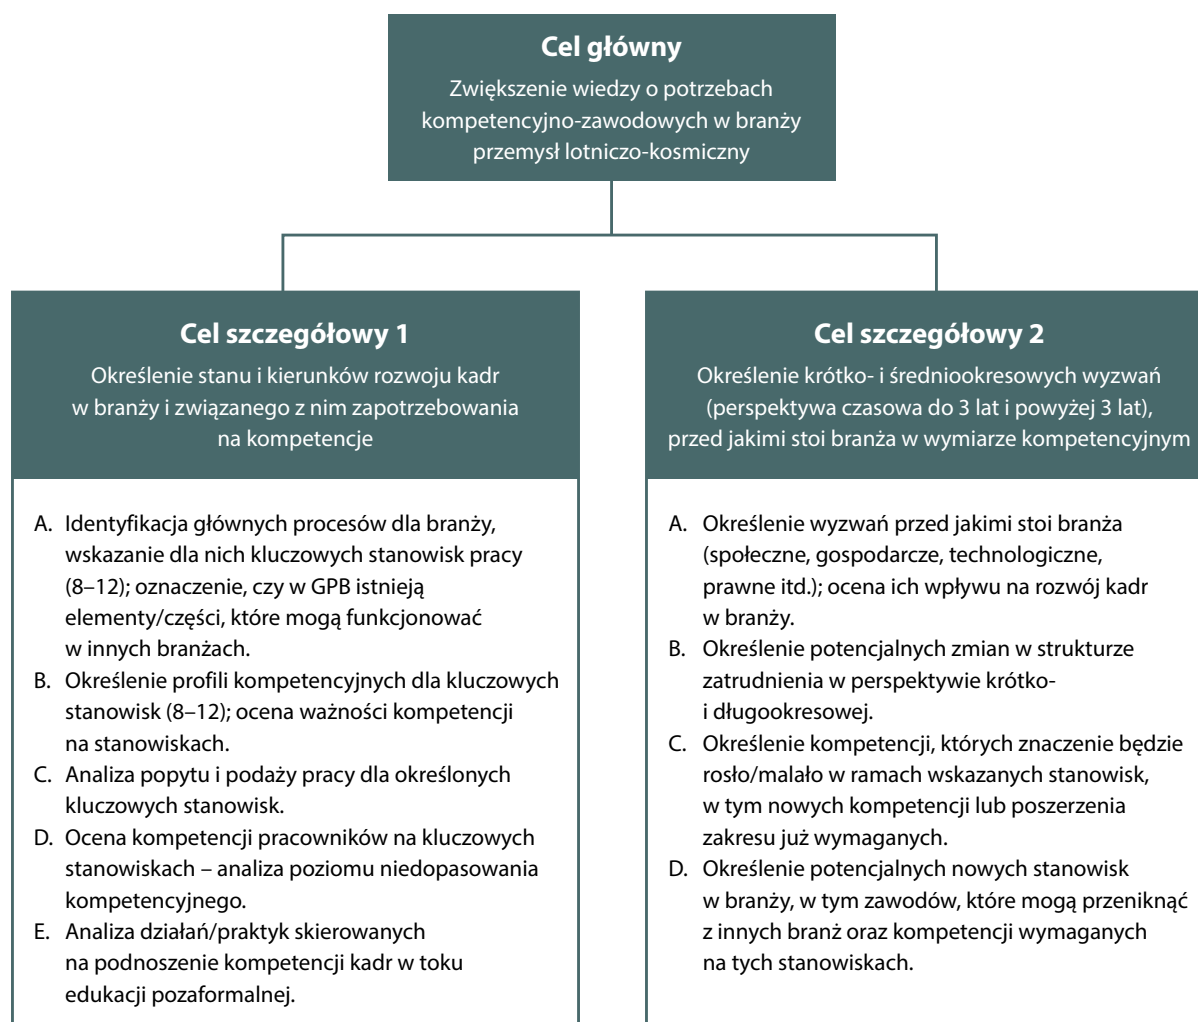 Cel główny
Zwiększenie wiedzy o potrzebach
kompetencyjno-zawodowych w branży
przemysł lotniczo-kosmiczny
Cel szczegółowy 1
Określenie stanu i kierunków rozwoju kadr
w branży i związanego z nim zapotrzebowania
na kompetencje
A. Identyfikacja głównych procesów dla branży,
wskazanie dla nich kluczowych stanowisk pracy
(8–12); oznaczenie, czy w GPB istnieją
elementy/części, które mogą funkcjonować
w innych branżach.
B. Określenie profili kompetencyjnych dla kluczowych
stanowisk (8–12); ocena ważności kompetencji
na stanowiskach.
C. Analiza popytu i podaży pracy dla określonych
kluczowych stanowisk.
D. Ocena kompetencji pracowników na kluczowych
stanowiskach – analiza poziomu niedopasowania
kompetencyjnego.
E. Analiza działań/praktyk skierowanych
na podnoszenie kompetencji kadr w toku
edukacji pozaformalnej.
Cel szczegółowy 2
Określenie krótko- i średniookresowych wyzwań
(perspektywa czasowa do 3 lat i powyżej 3 lat),
przed jakimi stoi branża w wymiarze kompetencyjnym
A. Określenie wyzwań przed jakimi stoi branża
(społeczne, gospodarcze, technologiczne,
prawne itd.); ocena ich wpływu na rozwój kadr
w branży.
B. Określenie potencjalnych zmian w strukturze
zatrudnienia w perspektywie krótko-
i długookresowej.
C. Określenie kompetencji, których znaczenie będzie
rosło/malało w ramach wskazanych stanowisk,
w tym nowych kompetencji lub poszerzenia
zakresu już wymaganych.
D. Określenie potencjalnych nowych stanowisk
w branży, w tym zawodów, które mogą przeniknąć
z innych branż oraz kompetencji wymaganych
na tych stanowiskach.